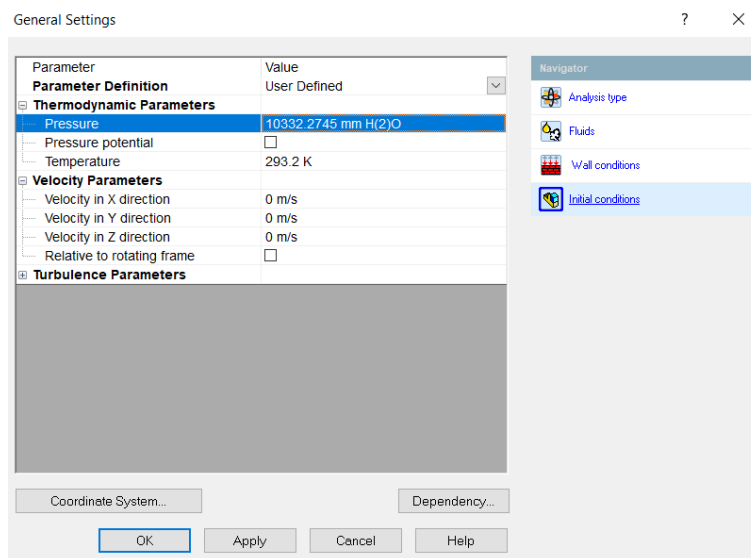 General Settings
Parameter Value
Parameter Definition User Defined
Thermodynamic Parameters
Pressure 10332.2745 mm H(2)O
Pressure potential
Temperature 293.2 K
Velocity Parameters
Velocity in X direction 0 m/s
Velocity in Y direction 0 m/s
Velocity in Z direction 0 m/s
Relative to rotating frame
Turbulence Parameters
Coordinate System...
Dependency...
OK
Apply
Cancel
Help
Navigator
Analysis type
Fluids
Wall conditions
Initial conditions